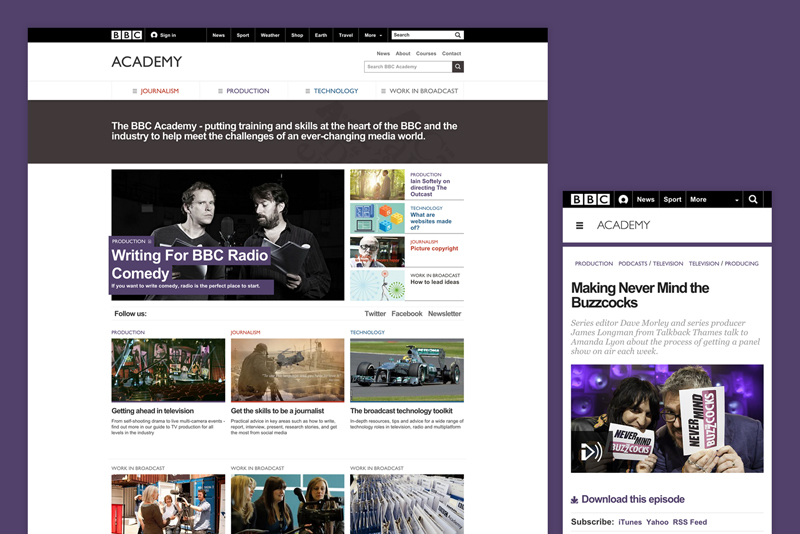 BBC Sign in News Sport Weather Shop Earth Travel More Search
News About Courses Contact
ACADEMY
Search BBC Academy
JOURNALISM PRODUCTION TECHNOLOGY WORK IN BROADCAST
The BBC Academy - putting training and skills at the heart of the BBC and the
industry to help meet the challenges of an ever-changing media world.
PRODUCTION
Writing For BBC Radio
Comedy
If you want to write comedy, radio is the perfect place to start.
PRODUCTION
Iain Softely on
directing The
Outcast
TECHNOLOGY
What are
websites made
of?
JOURNALISM
Picture copyright
WORK IN BROADCAST
How to lead ideas
Follow us: Twitter Facebook Newsletter
PRODUCTION
Getting ahead in television
From self-shooting drama to live multi-camera events -
find out more in our guide to TV production for all
levels in the industry
JOURNALISM
Get the skills to be a journalist
Practical advice in key areas such as how to write,
report, interview, present, research stories, and get
the most from social media
TECHNOLOGY
The broadcast technology toolkit
In-depth resources, tips and advice for a wide range of
technology roles in television, radio and multiplatform
WORK IN BROADCAST
WORK IN BROADCAST
WORK IN BROADCAST
BBC News Sport More
ACADEMY
PRODUCTION PODCASTS / TELEVISION TELEVISION / PRODUCING
Making Never Mind the
Buzzcocks
Series editor Dave Morley and series producer
James Longman from Talkback Thames talk to
Amanda Lyon about the process of getting a panel
show on air each week.
NEVER
MIND
THE
BUZZCOCKS
NEVER
MIND
THE
BUZZCOCKS
Download this episode
Subscribe: iTunes Yahoo RSS Feed